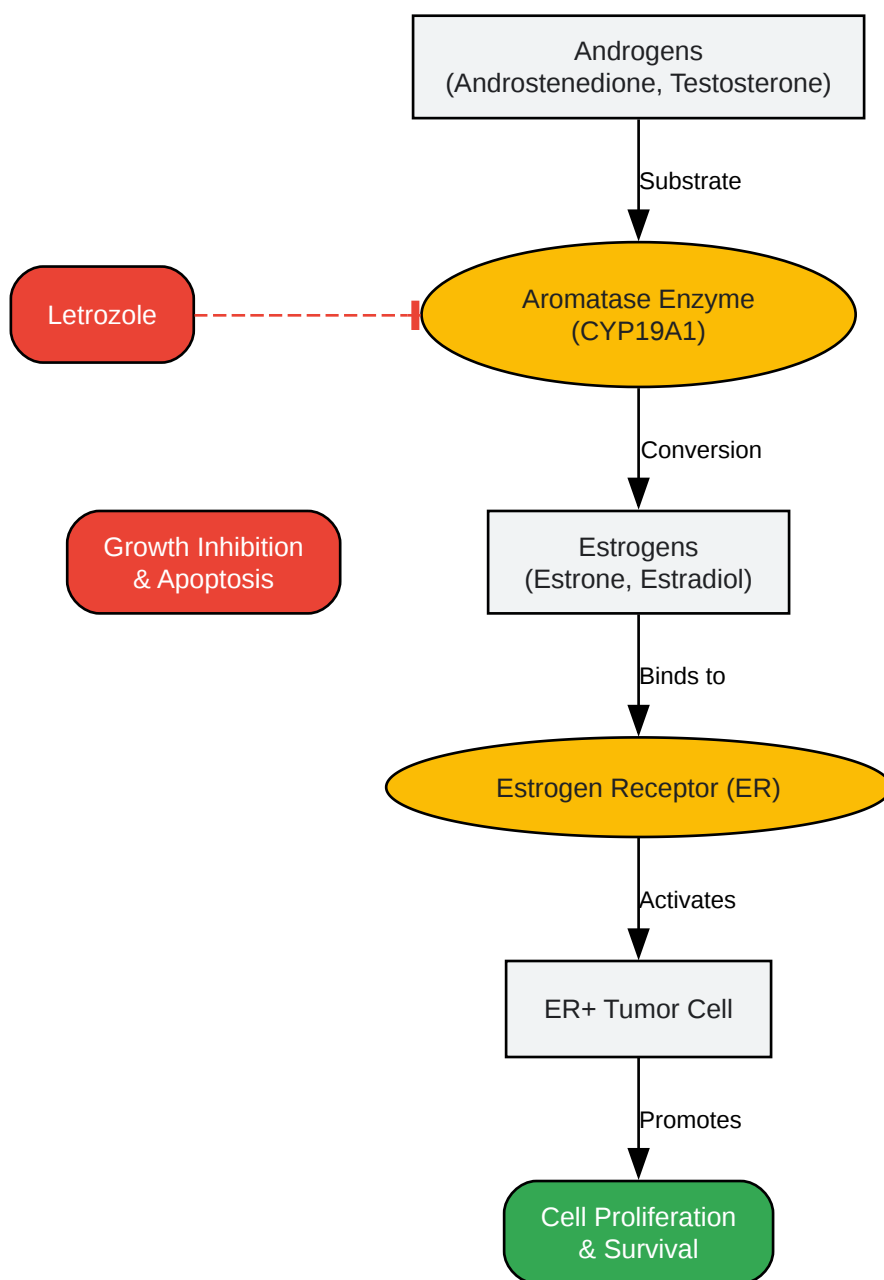 Androgens
(Androstenedione, Testosterone)
Substrate
Letrozole
Aromatase Enzyme
(CYP19A1)
Conversion
Growth Inhibition
& Apoptosis
Estrogens
(Estrone, Estradiol)
Binds to
Estrogen Receptor (ER)
Activates
ER+ Tumor Cell
Promotes
Cell Proliferation
& Survival